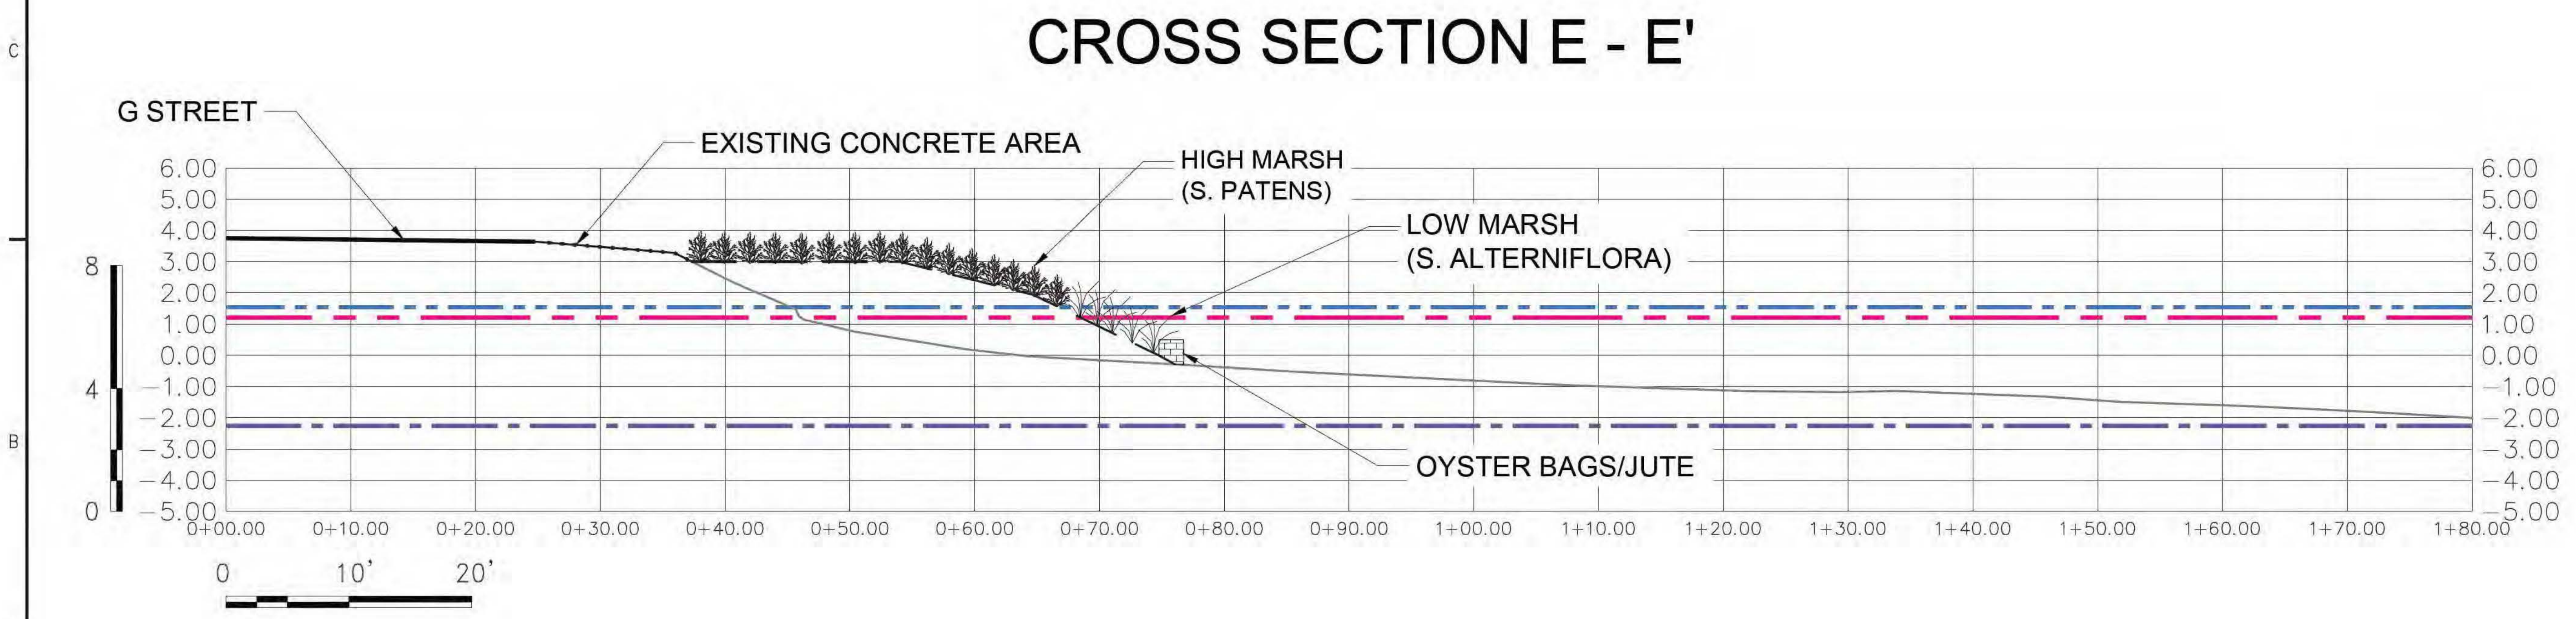 CROSS SECTION E - E'
C
G STREET
EXISTING CONCRETE AREA
HIGH MARSH
(S. PATENS)
LOW MARSH
(S. ALTERNIFLORA)
6.00 6.00
5.00 5.00
4.00 4.00
8 3.00 3.00
2.00 2.00
1.00 1.00
0.00 0.00
4 −1.00 −1.00
−2.00 −2.00
B −3.00 −3.00
OYSTER BAGS/JUTE
−4.00 −4.00
0 −5.00 −5.00
0+00.00 0+10.00 0+20.00 0+30.00 0+40.00 0+50.00 0+60.00 0+70.00 0+80.00 0+90.00 1+00.00 1+10.00 1+20.00 1+30.00 1+40.00 1+50.00 1+60.00 1+70.00 1+80.00
0 10' 20'